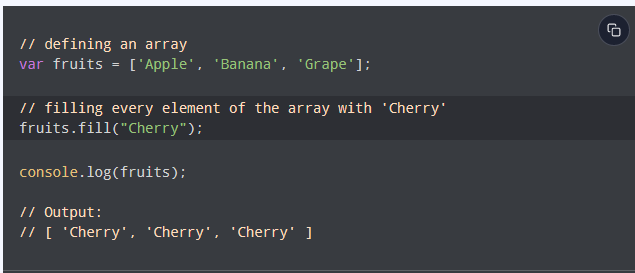 // defining an array
var fruits = ['Apple', 'Banana', 'Grape'];
// filling every element of the array with 'Cherry'
fruits.fill("Cherry");
console.log(fruits);
// Output:
// [ 'Cherry', 'Cherry', 'Cherry' ]